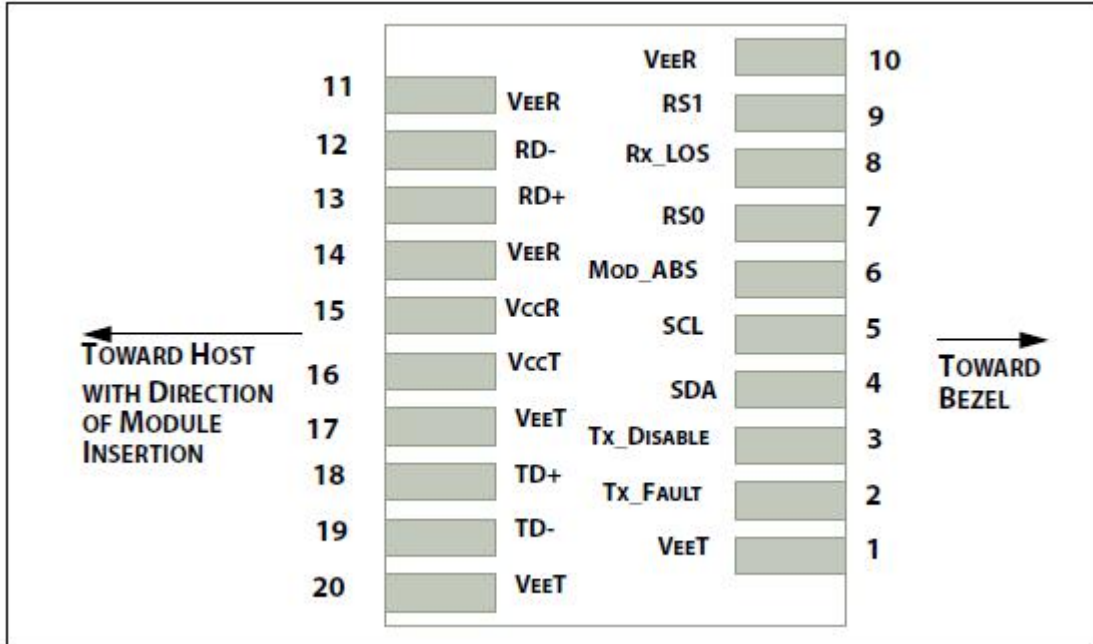 11 VEER
12 RD-
13 RD+
14 VEER
15 VCCR
16 VCCT
17 VEET
18 TD+
19 TD-
20 VEET
VEER 10
RS1 9
RX_LOS 8
RS0 7
MOD_ABS 6
SCL 5
SDA 4
TX_DISABLE 3
TX_FAULT 2
VEET 1
TOWARD HOST
WITH DIRECTION
OF MODULE
INSERTION
TOWARD
BEZEL